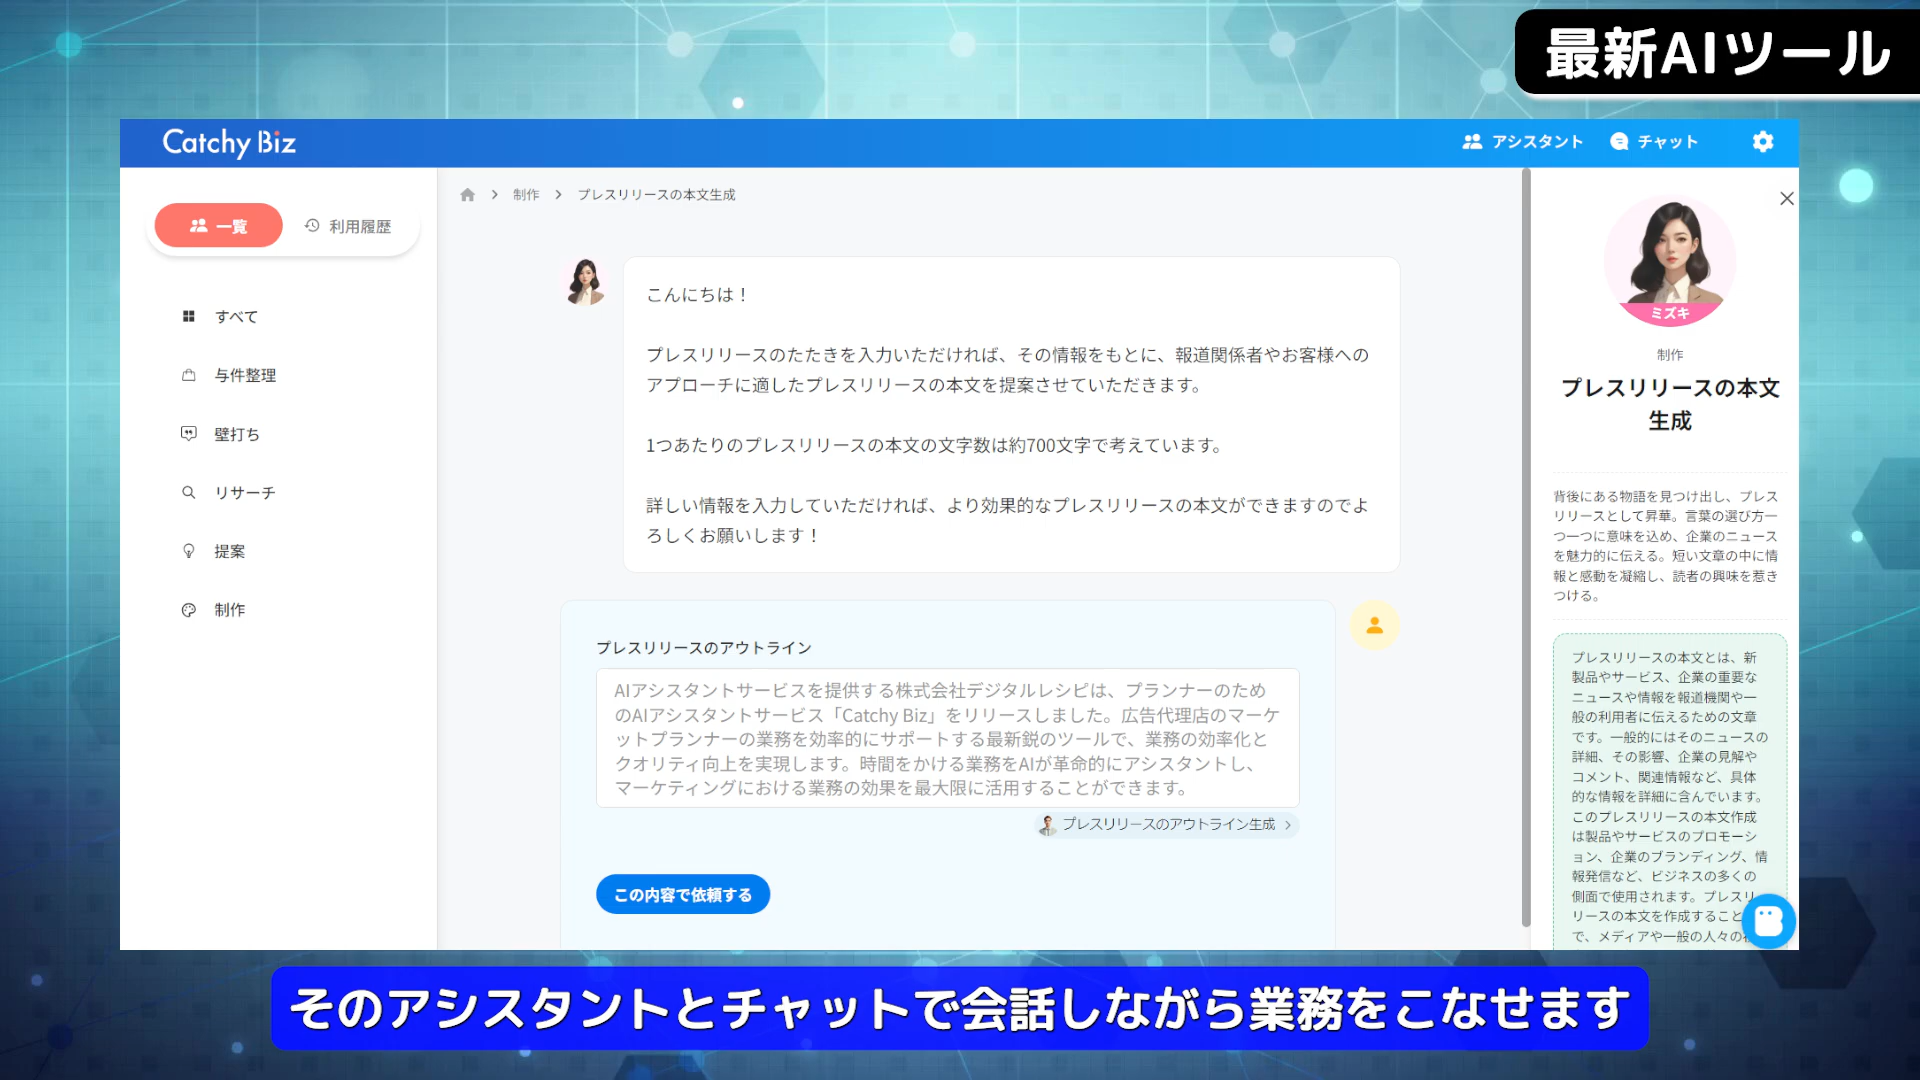 最新AIツール
Catchy Biz
アシスタント
チャット
一覧
利用履歴
すべて
与件整理
壁打ち
リサーチ
提案
制作
制作
プレスリリースの本文生成
こんにちは！
プレスリリースのたたきを入力いただければ、その情報をもとに、報道関係者やお客様への
アプローチに適したプレスリリースの本文を提案させていただきます。
1つあたりのプレスリリースの本文の文字数は約700文字で考えています。
詳しい情報を入力していただければ、より効果的なプレスリリースの本文ができますのでよ
ろしくお願いします！
プレスリリースのアウトライン
AIアシスタントサービスを提供する株式会社デジタルレシピは、プランナーのため
のAIアシスタントサービス「Catchy Biz」をリリースしました。広告代理店のマーケ
ットプランナーの業務を効率的にサポートする最新鋭のツールで、業務の効率化と
クオリティ向上を実現します。時間をかける業務をAIが革命的にアシスタントし、
マーケティングにおける業務の効果を最大限に活用することができます。
プレスリリースのアウトライン生成
この内容で依頼する
ミズキ
制作
プレスリリースの本文
生成
背後にある物語を見つけ出し、プレス
リリースとして昇華。言葉の選び方一
つ一つに意味を込め、企業のニュース
を魅力的に伝える。短い文章の中に情
報と感動を凝縮し、読者の興味を惹き
つける。
プレスリリースの本文とは、新
製品やサービス、企業の重要な
ニュースや情報を報道機関や一
般の利用者に伝えるための文章
です。一般的にはそのニュースの
詳細、その影響、企業の見解や
コメント、関連情報など、具体
的な情報を詳細に含んでいます。
このプレスリリースの本文作成
は製品やサービスのプロモーシ
ョン、企業のブランディング、情
報発信など、ビジネスの多くの
側面で使用されます。プレスリ
リースの本文を作成すること
で、メディアや一般の人々の
そのアシスタントとチャットで会話しながら業務をこなせます